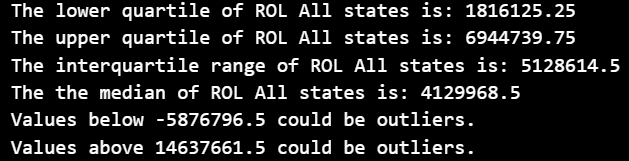 The lower quartile of ROL All states is: 1816125.25
The upper quartile of ROL All states is: 6944739.75
The interquartile range of ROL All states is: 5128614.5
The the median of ROL All states is: 4129968.5
Values below -5876796.5 could be outliers.
Values above 14637661.5 could be outliers.